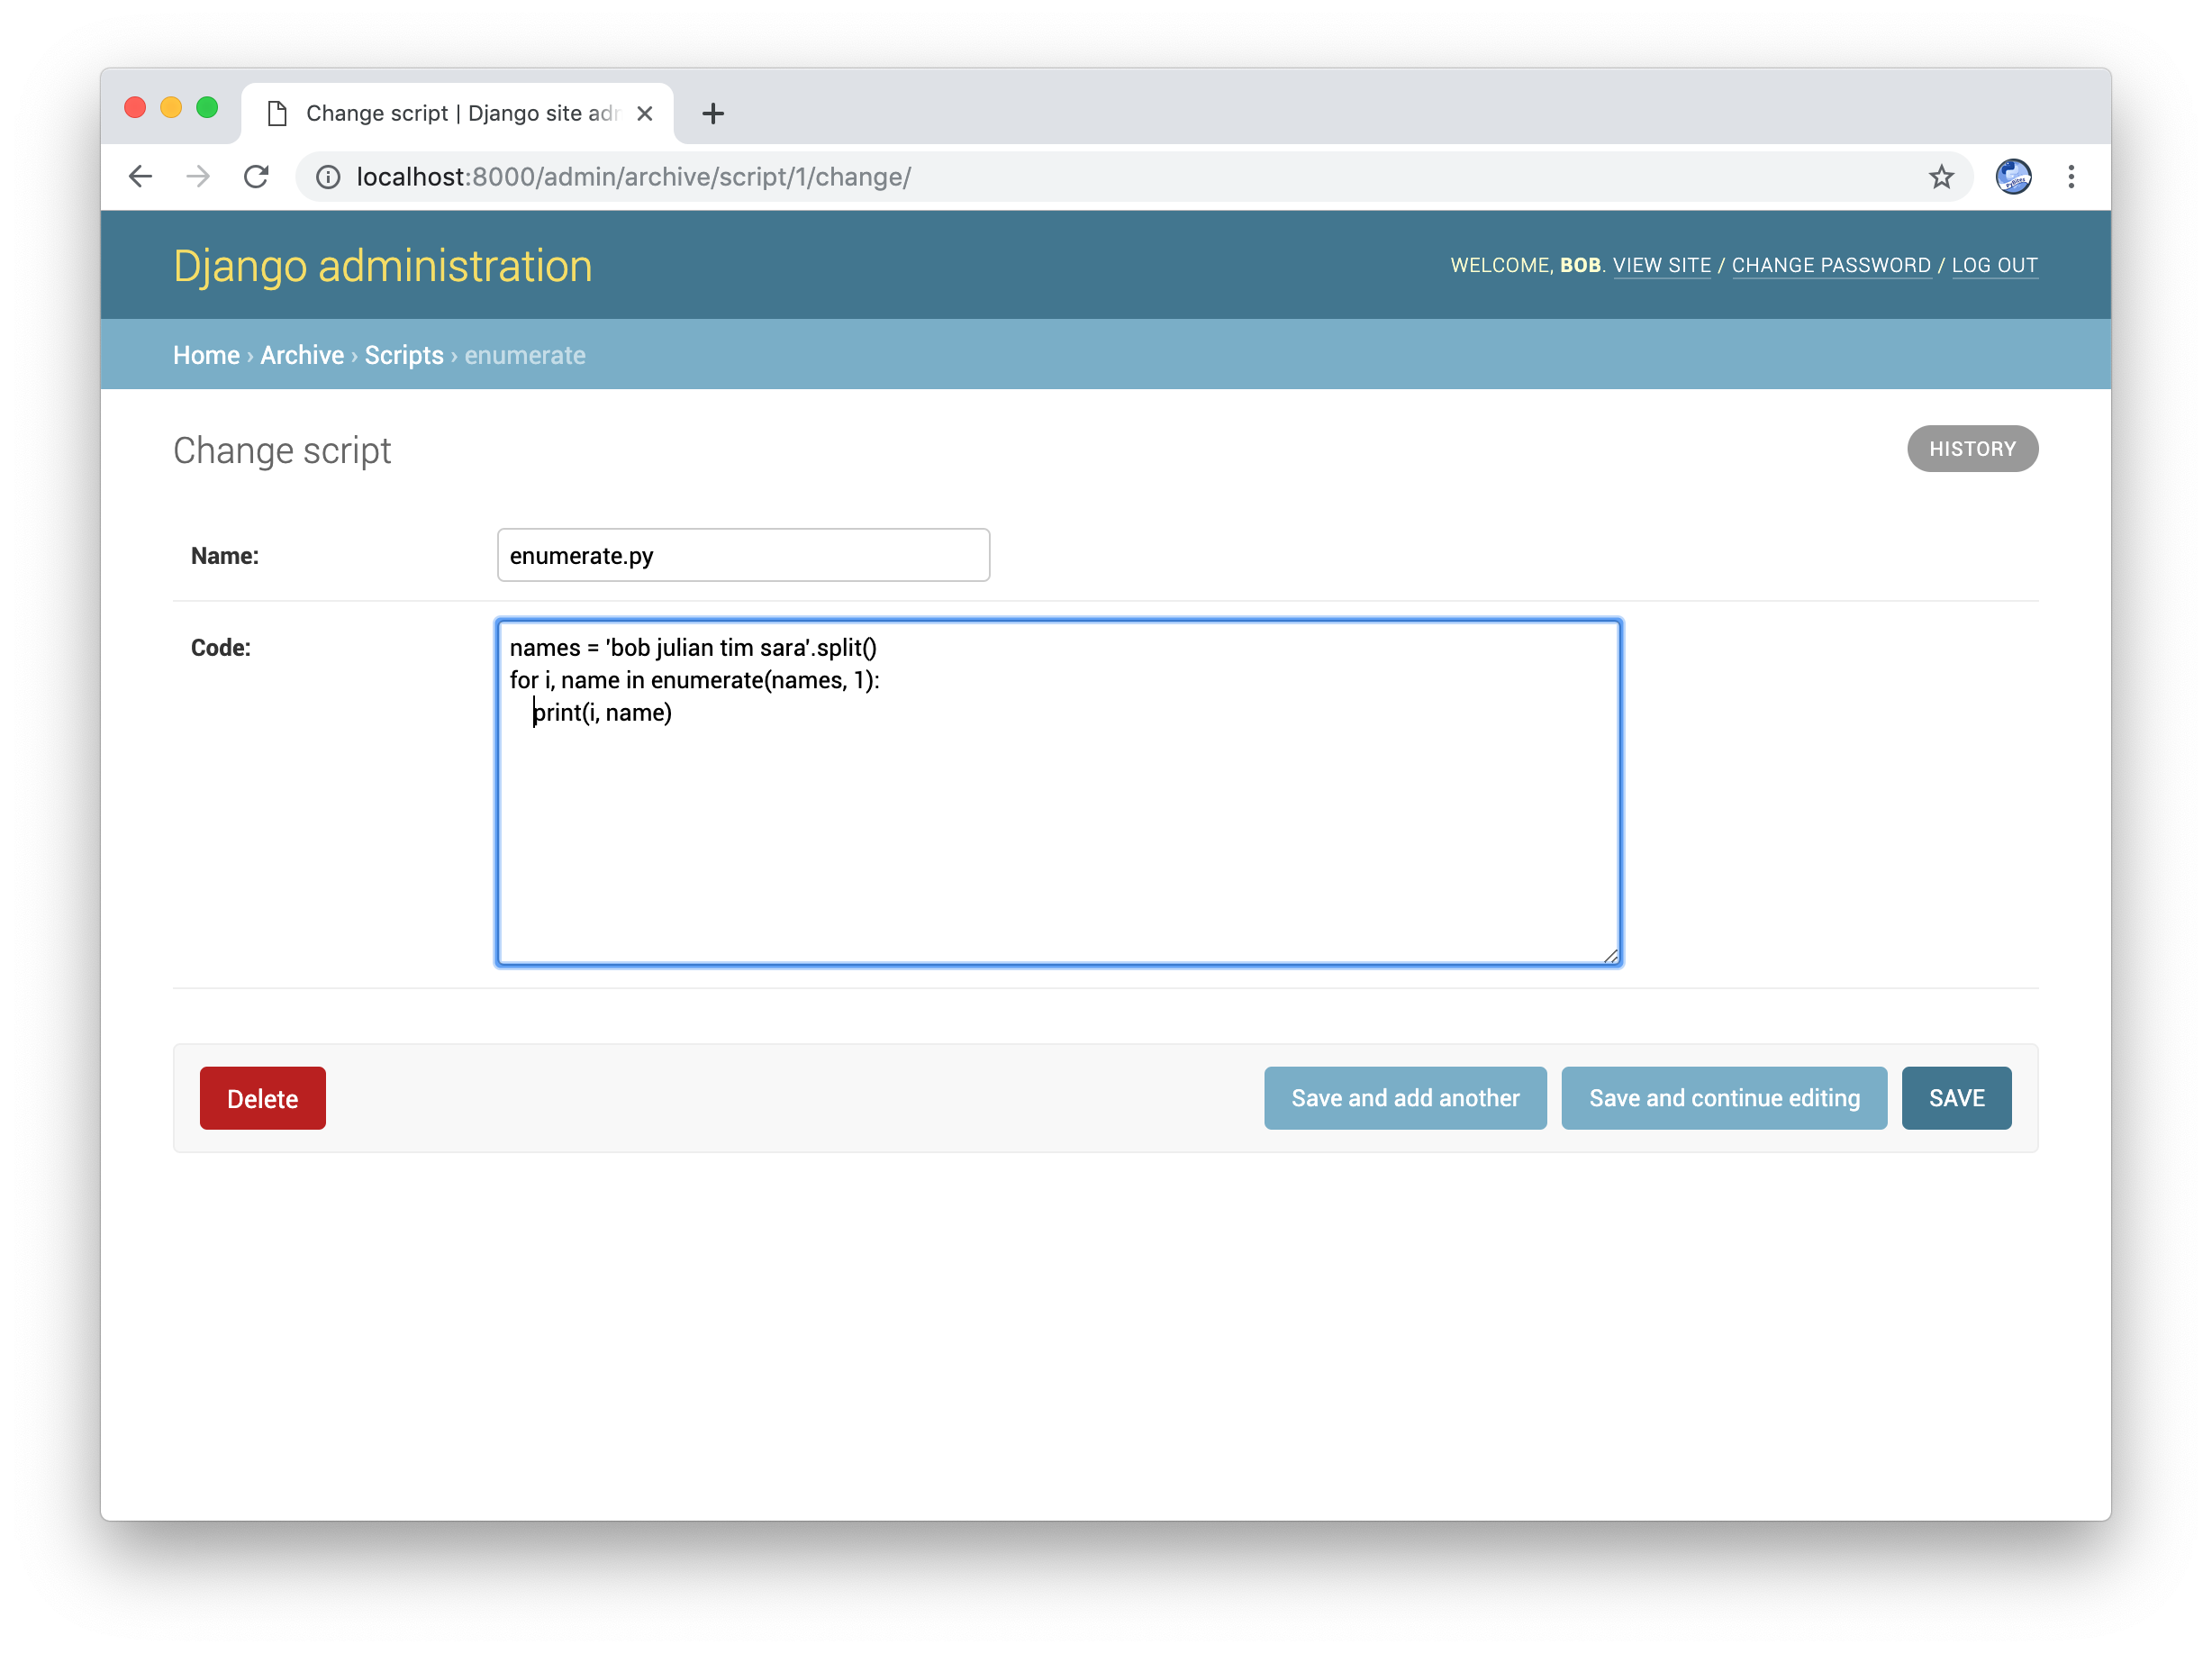 Change script | Django site adr
localhost:8000/admin/archive/script/1/change/
Django administration
WELCOME, BOB. VIEW SITE / CHANGE PASSWORD / LOG OUT
Home › Archive › Scripts › enumerate
Change script
HISTORY
Name:
enumerate.py
Code:
names = 'bob julian tim sara'.split()
for i, name in enumerate(names, 1):
    print(i, name)
Delete
Save and add another
Save and continue editing
SAVE